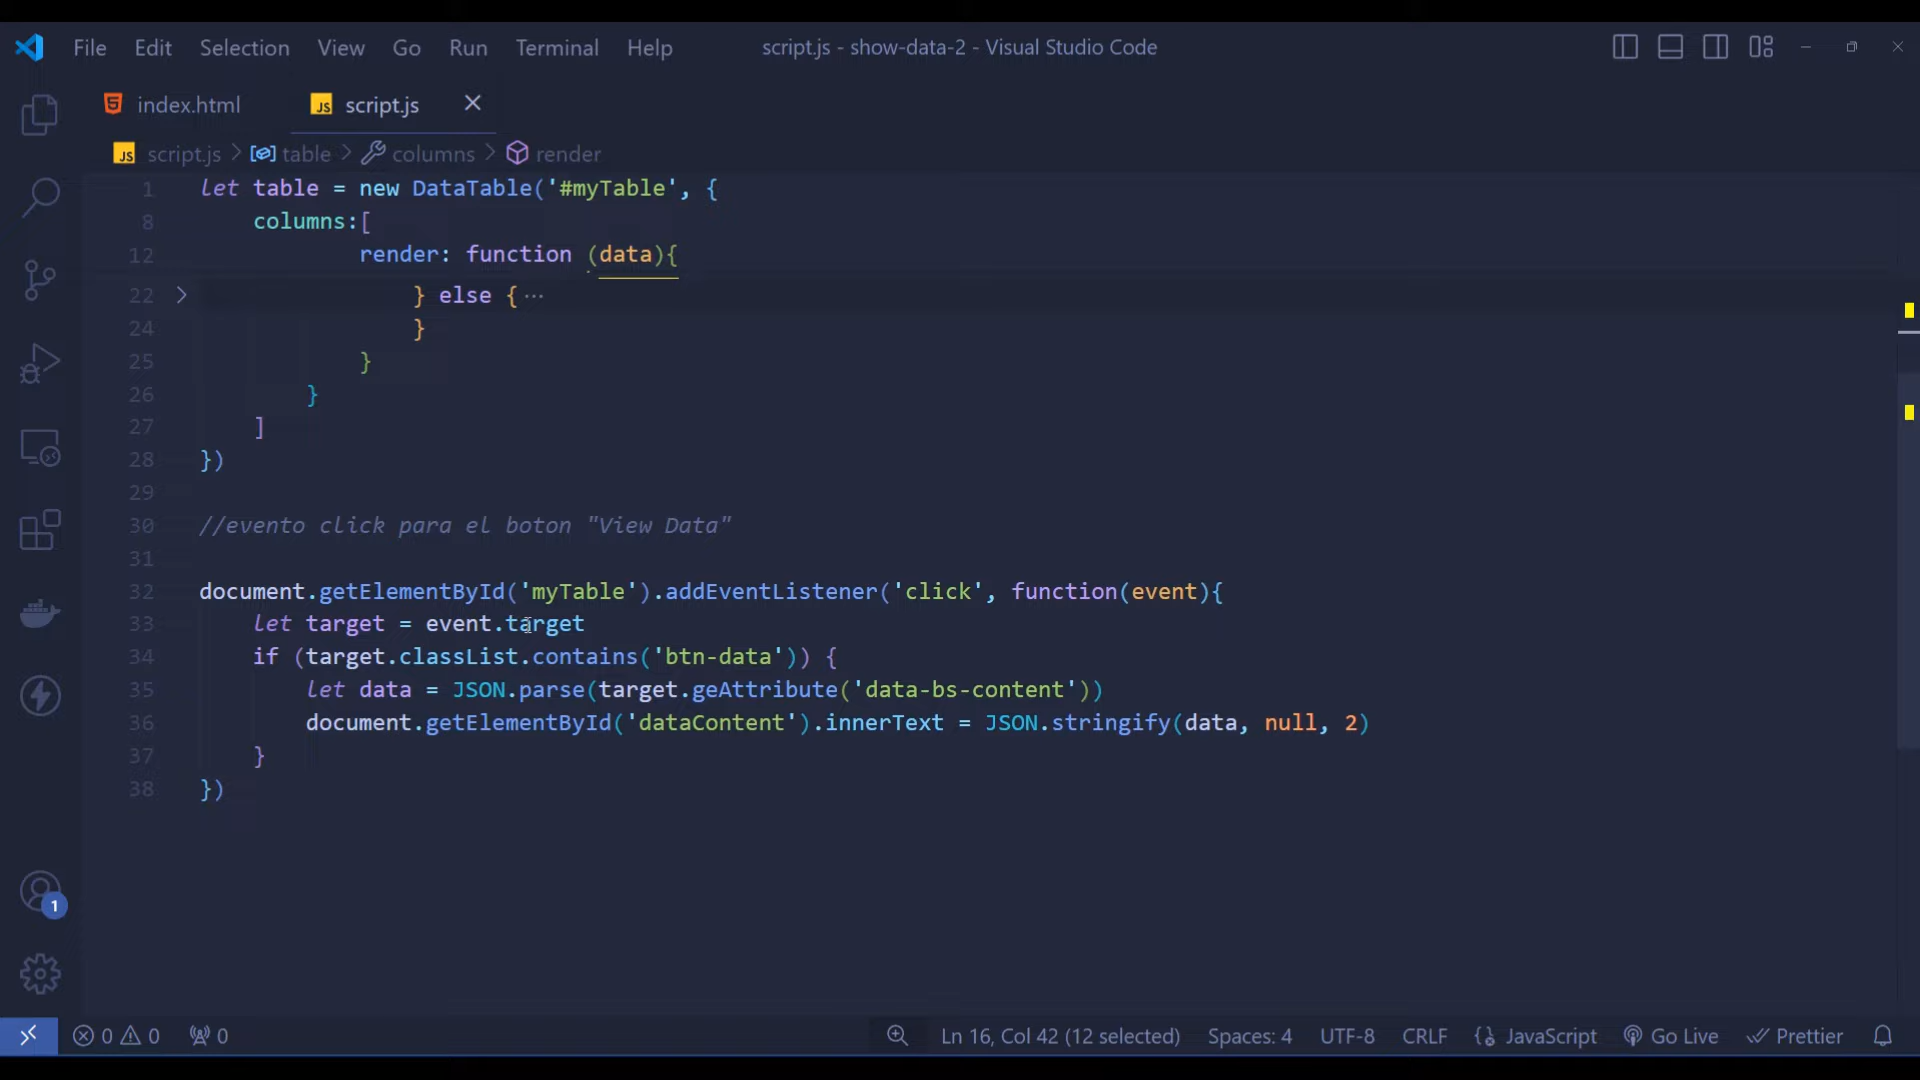 File Edit Selection View Go Run Terminal Help script.js - show-data-2 - Visual Studio Code
index.html JS script.js
JS script.js > table > columns > render
1 let table = new DataTable('#myTable', {
8 columns:[
12 render: function (data){
22 } else {···
24 }
25 }
26 }
27 ]
28 })
29
30 //evento click para el boton "View Data"
31
32 document.getElementById('myTable').addEventListener('click', function(event){
33 let target = event.target
34 if (target.classList.contains('btn-data')) {
35 let data = JSON.parse(target.geAttribute('data-bs-content'))
36 document.getElementById('dataContent').innerText = JSON.stringify(data, null, 2)
37 }
38 })
1
0 0 0 Ln 16, Col 42 (12 selected) Spaces: 4 UTF-8 CRLF JavaScript Go Live Prettier